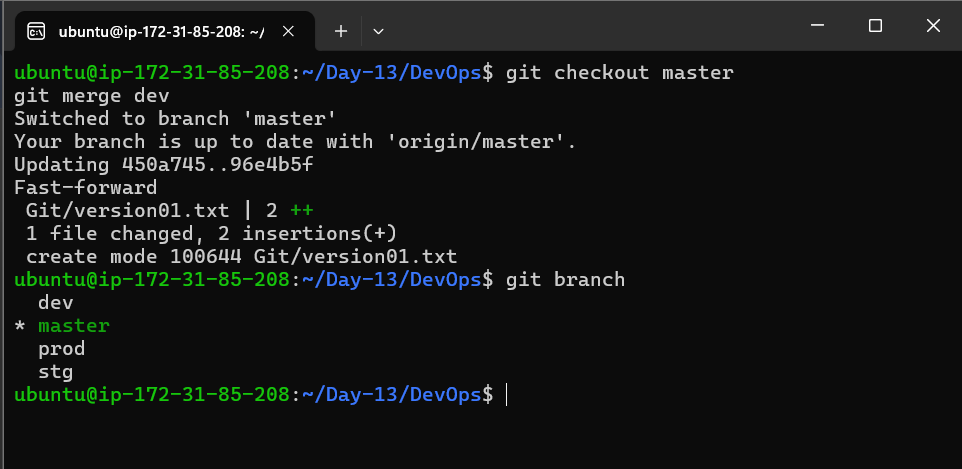 ubuntu@ip-172-31-85-208: ~/
ubuntu@ip-172-31-85-208:~/Day-13/DevOps$ git checkout master
git merge dev
Switched to branch 'master'
Your branch is up to date with 'origin/master'.
Updating 450a745..96e4b5f
Fast-forward
 Git/version01.txt | 2 ++
 1 file changed, 2 insertions(+)
 create mode 100644 Git/version01.txt
ubuntu@ip-172-31-85-208:~/Day-13/DevOps$ git branch
  dev
* master
  prod
  stg
ubuntu@ip-172-31-85-208:~/Day-13/DevOps$